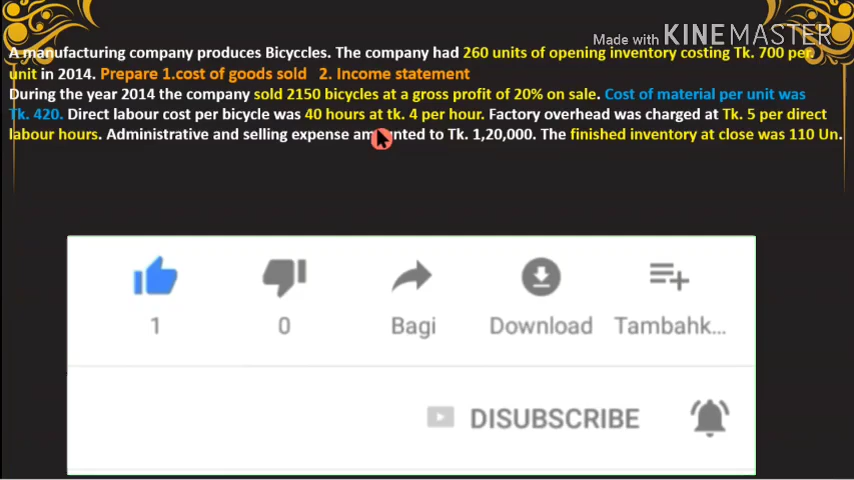 Made with KINEMASTER
A manufacturing company produces Bicyccles. The company had 260 units of opening inventory costing Tk. 700 per
unit in 2014. Prepare 1.cost of goods sold 2. Income statement
During the year 2014 the company sold 2150 bicycles at a gross profit of 20% on sale. Cost of material per unit was
Tk. 420. Direct labour cost per bicycle was 40 hours at tk. 4 per hour. Factory overhead was charged at Tk. 5 per direct
labour hours. Administrative and selling expense amounted to Tk. 1,20,000. The finished inventory at close was 110 Un.
1 0 Bagi Download Tambahk...
DISUBSCRIBE